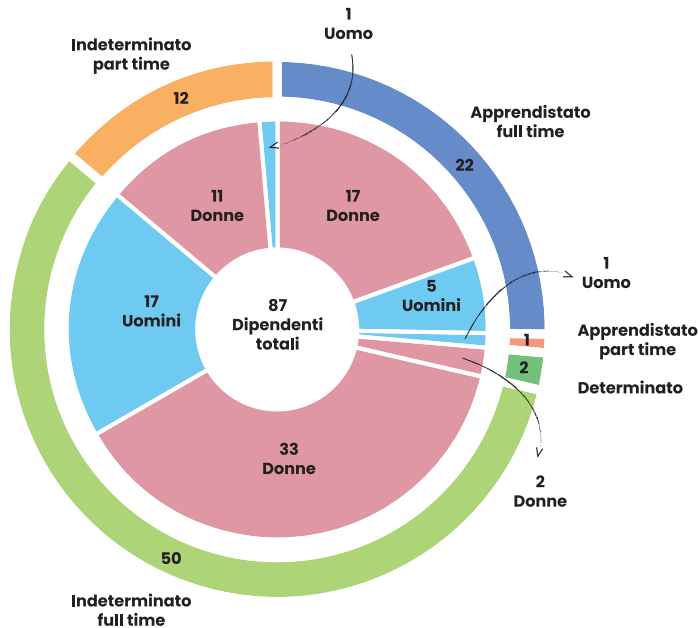 1
Uomo
Indeterminato
part time
12
Apprendistato
full time
22
11
Donne
17
Donne
1
Uomo
5
Uomini
17
Uomini
87
Dipendenti
totali
1
Apprendistato
part time
2
Determinato
33
Donne
2
Donne
50
Indeterminato
full time